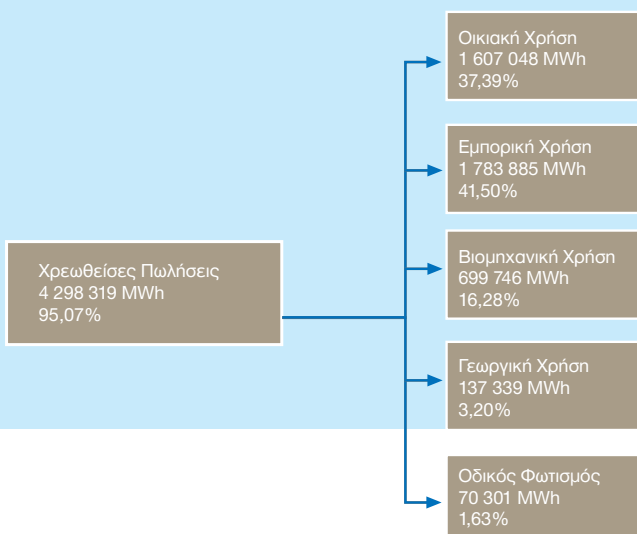 Οικιακή Χρήση
1 607 048 MWh
37,39%
Εμπορική Χρήση
1 783 885 MWh
41,50%
Χρεωθείσες Πωλήσεις
4 298 319 MWh
95,07%
Βιομηχανική Χρήση
699 746 MWh
16,28%
Γεωργική Χρήση
137 339 MWh
3,20%
Οδικός Φωτισμός
70 301 MWh
1,63%